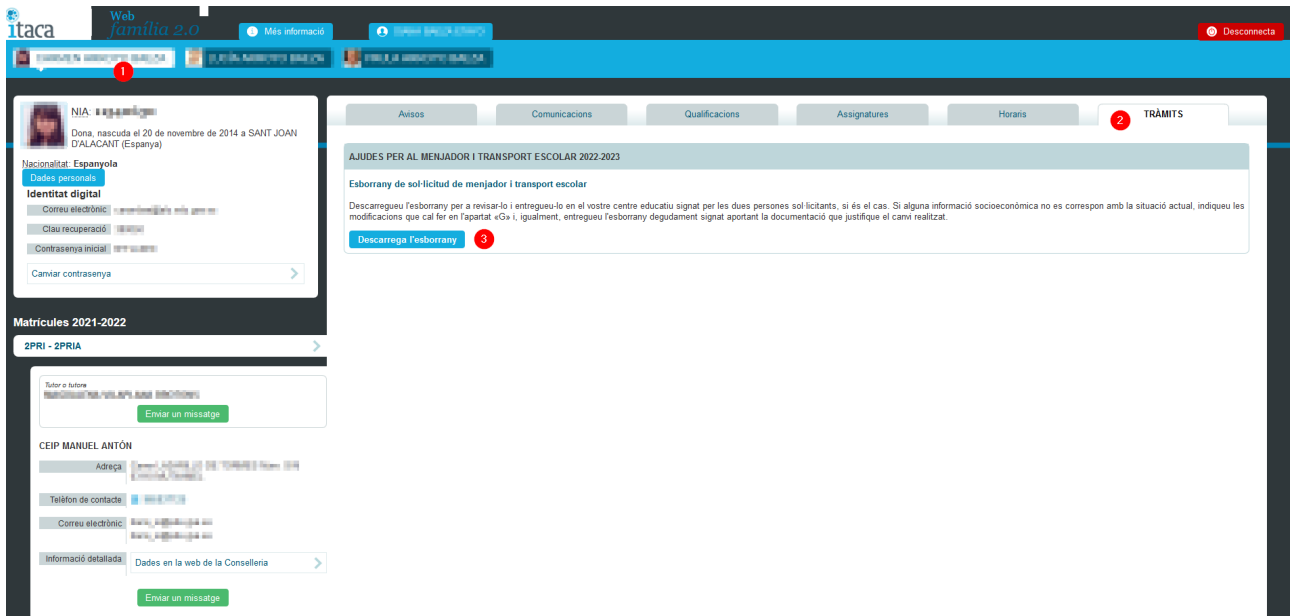 itaca
Web
família 2.0
Més informació
Desconnecta
1
NIA:
Dona, nascuda el 20 de novembre de 2014 a SANT JOAN
D'ALACANT (Espanya)
Nacionalitat: Espanyola
Dades personals
Identitat digital
Correu electrònic
Clau recuperació
Contrasenya inicial
Canviar contrasenya
Matrícules 2021-2022
2PRI - 2PRIA
Tutor o tutora
Enviar un missatge
CEIP MANUEL ANTÓN
Adreça
Telèfon de contacte
Correu electrònic
Informació detallada
Dades en la web de la Conselleria
Enviar un missatge
Avisos
Comunicacions
Qualificacions
Assignatures
Horaris
2
TRÀMITS
AJUDES PER AL MENJADOR I TRANSPORT ESCOLAR 2022-2023
Esborrany de sol·licitud de menjador i transport escolar
Descarregueu l'esborrany per a revisar-lo i entregueu-lo en el vostre centre educatiu signat per les dues persones sol·licitants, si és el cas. Si alguna informació socioeconòmica no es correspon amb la situació actual, indiqueu les
modificacions que cal fer en l'apartat «G» i, igualment, entregueu l'esborrany degudament signat aportant la documentació que justifique el canvi realitzat.
Descarrega l'esborrany
3